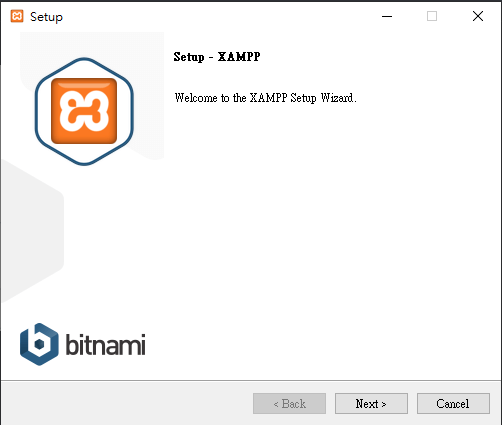 Setup
Setup - XAMPP
Welcome to the XAMPP Setup Wizard.
bitnami
< Back
Next >
Cancel